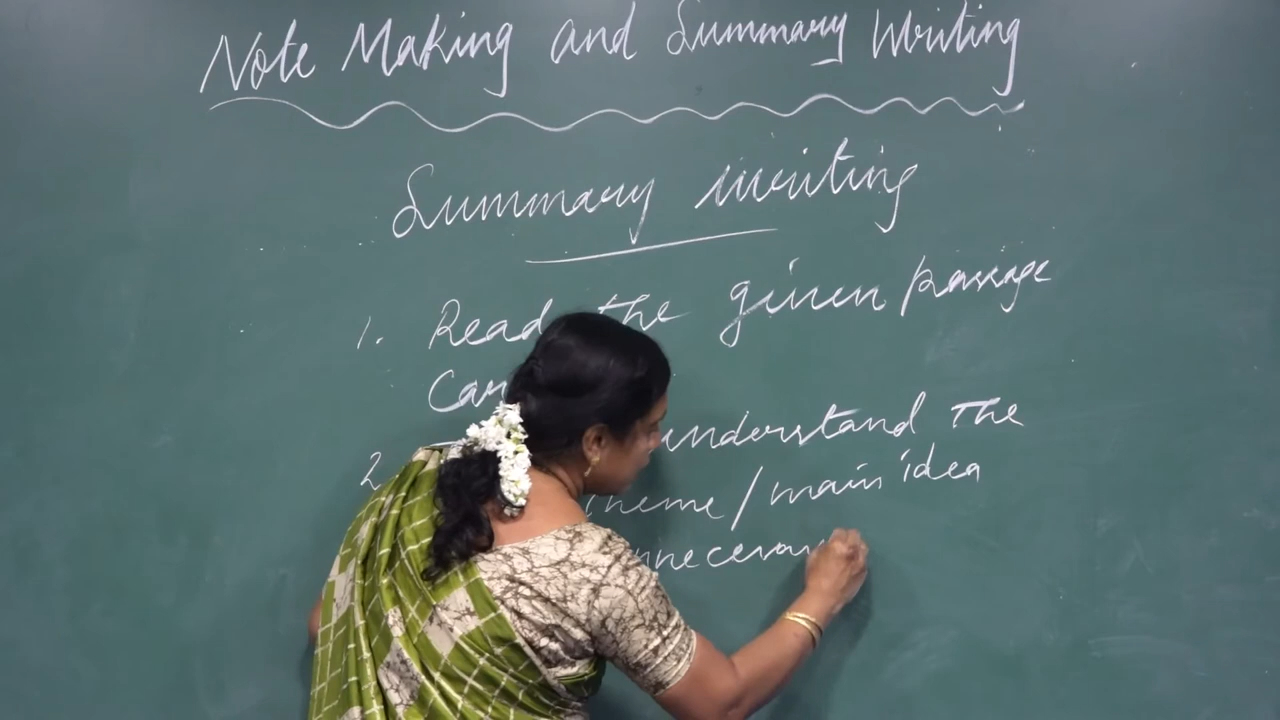 Note Making and Summary Writing
Summary writing
1. Read the given passage
2. understand the
theme / main idea